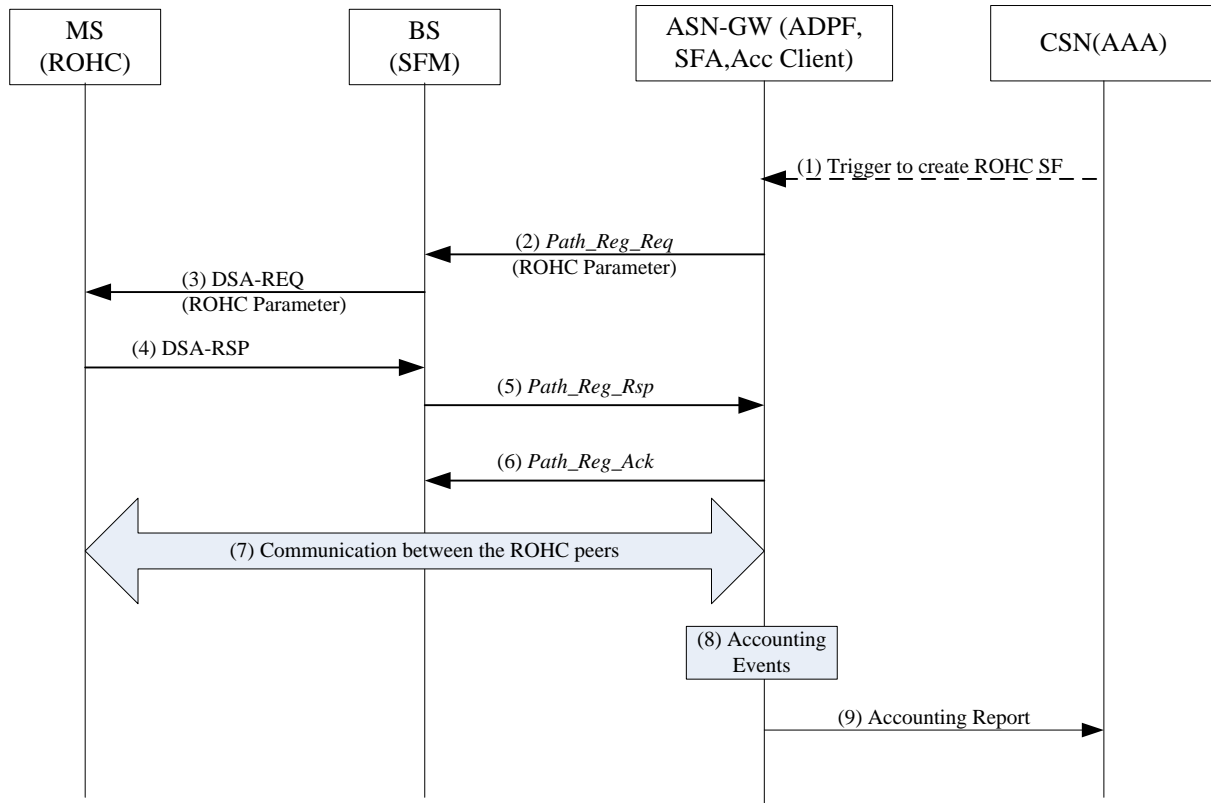 MS
(ROHC)
BS
(SFM)
ASN-GW (ADPF,
SFA,Acc Client)
CSN(AAA)
(1) Trigger to create ROHC SF
(2) Path_Reg_Req
(ROHC Parameter)
(3) DSA-REQ
(ROHC Parameter)
(4) DSA-RSP
(5) Path_Reg_Rsp
(6) Path_Reg_Ack
(7) Communication between the ROHC peers
(8) Accounting
Events
(9) Accounting Report